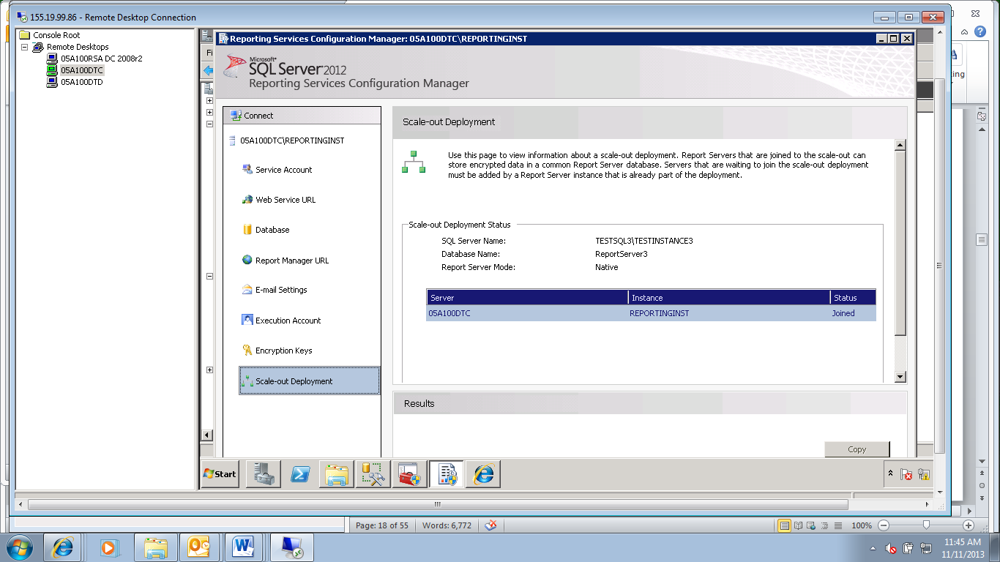 155.19.99.86 - Remote Desktop Connection
Console Root
Remote Desktops
05A100RSA DC 2008r2
05A100DTC
05A100DTD
Fi
Reporting Services Configuration Manager: 05A100DTC\REPORTINGINST
Microsoft®
SQL Server 2012
Reporting Services Configuration Manager
Connect
05A100DTC\REPORTINGINST
Service Account
Web Service URL
Database
Report Manager URL
E-mail Settings
Execution Account
Encryption Keys
Scale-out Deployment
Scale-out Deployment
Use this page to view information about a scale-out deployment. Report Servers that are joined to the scale-out can
store encrypted data in a common Report Server database. Servers that are waiting to join the scale-out deployment
must be added by a Report Server instance that is already part of the deployment.
Scale-out Deployment Status
SQL Server Name: TESTSQL3\TESTINSTANCE3
Database Name: ReportServer3
Report Server Mode: Native
Server Instance Status
05A100DTC REPORTINGINST Joined
Results
Copy
ing
Start
Page: 18 of 55 Words: 6,772 100%
11:45 AM
11/11/2013